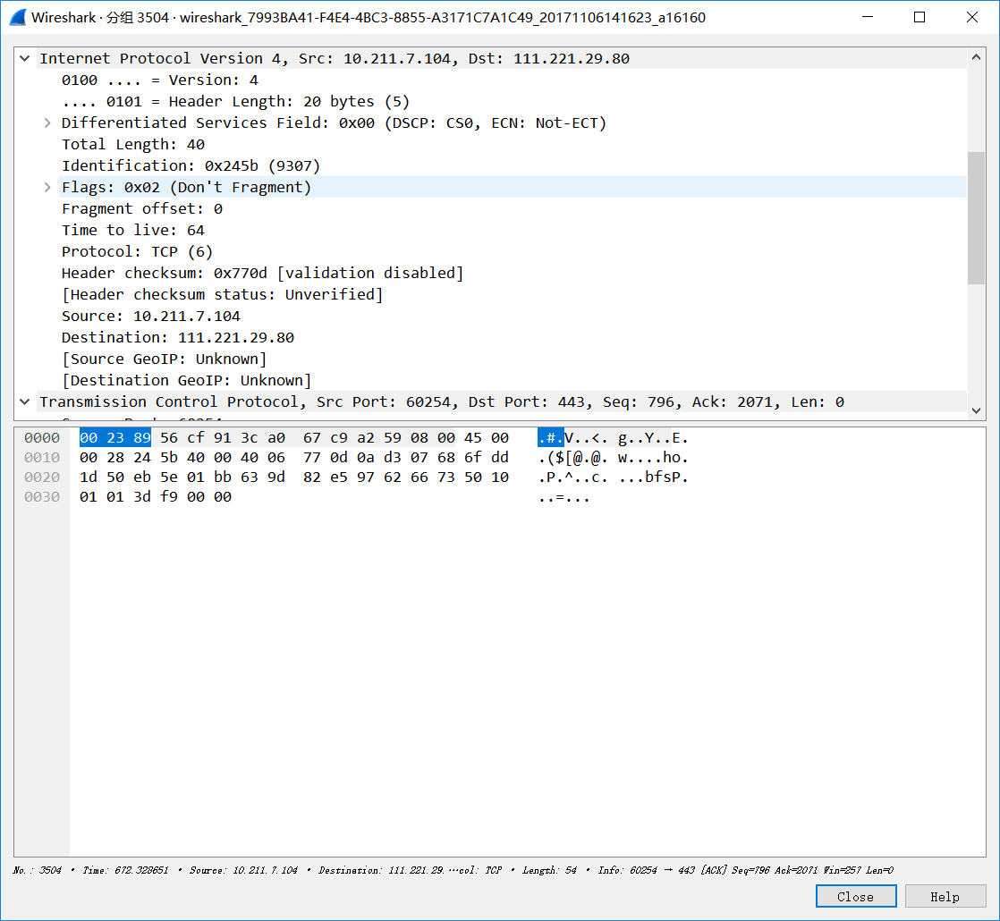 Wireshark · 分组 3504 · wireshark_7993BA41-F4E4-4BC3-8855-A3171C7A1C49_20171106141623_a16160
Internet Protocol Version 4, Src: 10.211.7.104, Dst: 111.221.29.80
0100 .... = Version: 4
.... 0101 = Header Length: 20 bytes (5)
Differentiated Services Field: 0x00 (DSCP: CS0, ECN: Not-ECT)
Total Length: 40
Identification: 0x245b (9307)
Flags: 0x02 (Don't Fragment)
Fragment offset: 0
Time to live: 64
Protocol: TCP (6)
Header checksum: 0x770d [validation disabled]
[Header checksum status: Unverified]
Source: 10.211.7.104
Destination: 111.221.29.80
[Source GeoIP: Unknown]
[Destination GeoIP: Unknown]
Transmission Control Protocol, Src Port: 60254, Dst Port: 443, Seq: 796, Ack: 2071, Len: 0
0000 00 23 89 56 cf 91 3c a0 67 c9 a2 59 08 00 45 00 .#.V..<. g..Y..E.
0010 00 28 24 5b 40 00 40 06 77 0d 0a d3 07 68 6f dd .($[@.@. w....ho.
0020 1d 50 eb 5e 01 bb 63 9d 82 e5 97 62 66 73 50 10 .P.^..c. ...bfsP.
0030 01 01 3d f9 00 00 ..=...
No.: 3504 · Time: 672.328651 · Source: 10.211.7.104 · Destination: 111.221.29.…col: TCP · Length: 54 · Info: 60254 → 443 [ACK] Seq=796 Ack=2071 Win=257 Len=0
Close Help